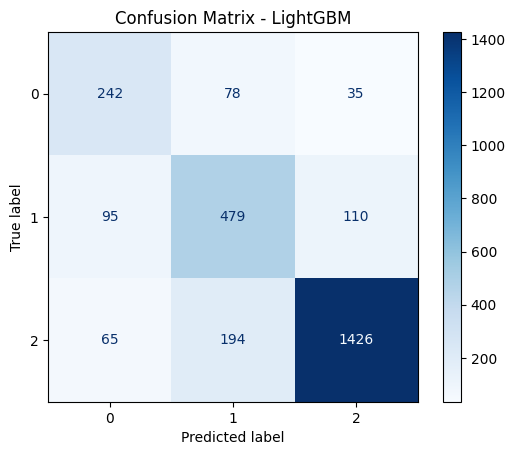 Confusion Matrix - LightGBM
0 242 78 35
1 95 479 110
2 65 194 1426
0 1 2
Predicted label
True label
1400
1200
1000
800
600
400
200